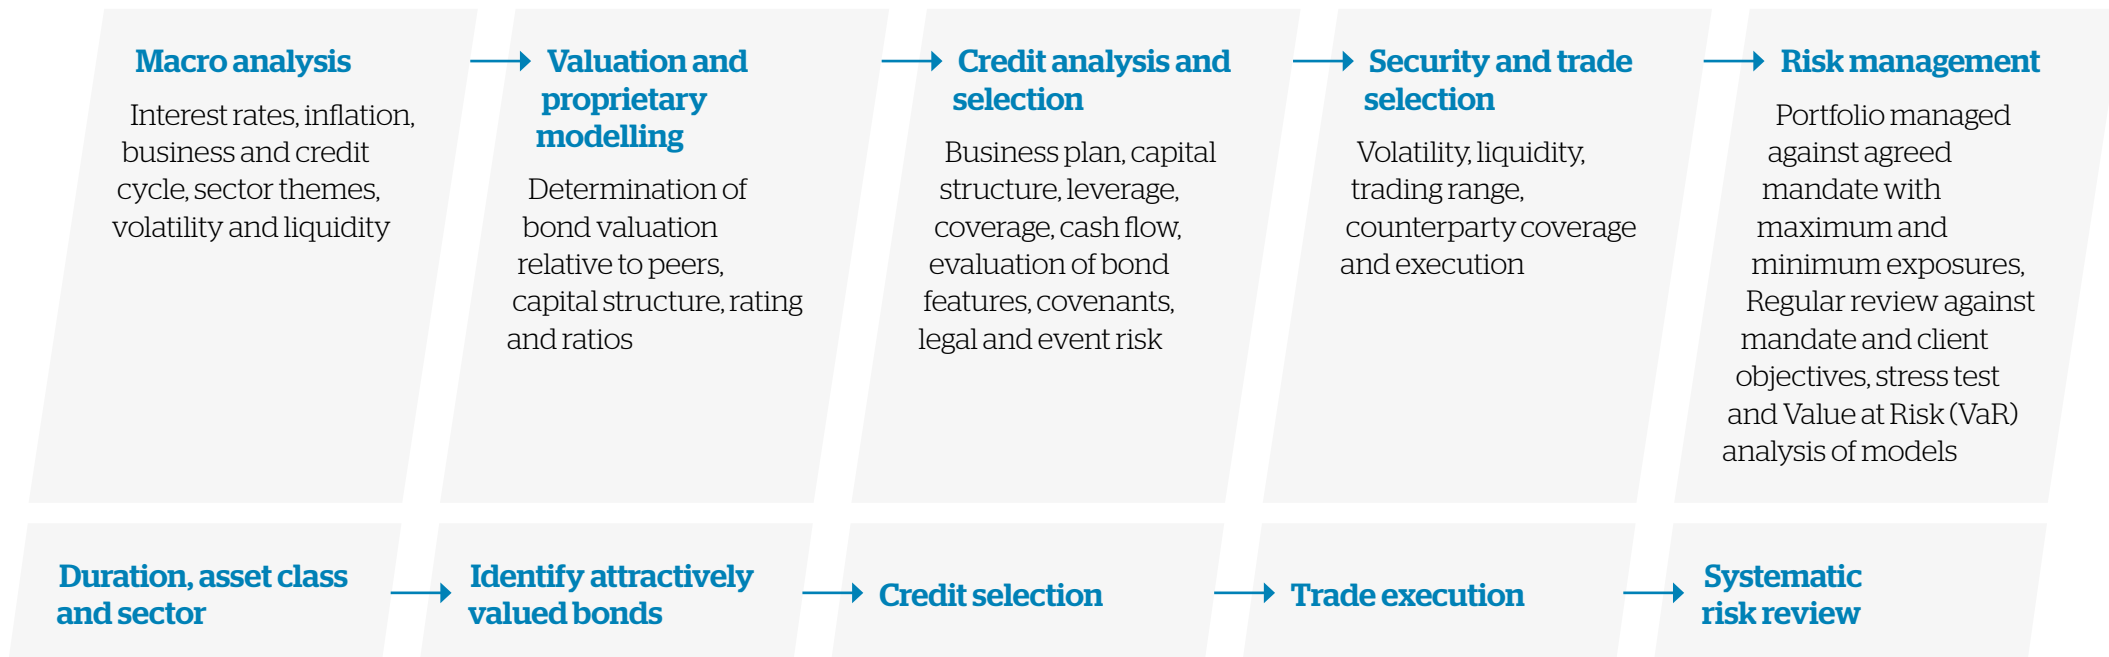 Macro analysis
Interest rates, inflation,
business and credit
cycle, sector themes,
volatility and liquidity
Valuation and
proprietary
modelling
Determination of
bond valuation
relative to peers,
capital structure, rating
and ratios
Credit analysis and
selection
Business plan, capital
structure, leverage,
coverage, cash flow,
evaluation of bond
features, covenants,
legal and event risk
Security and trade
selection
Volatility, liquidity,
trading range,
counterparty coverage
and execution
Risk management
Portfolio managed
against agreed
mandate with
maximum and
minimum exposures,
Regular review against
mandate and client
objectives, stress test
and Value at Risk (VaR)
analysis of models
Duration, asset class
and sector
Identify attractively
valued bonds
Credit selection
Trade execution
Systematic
risk review